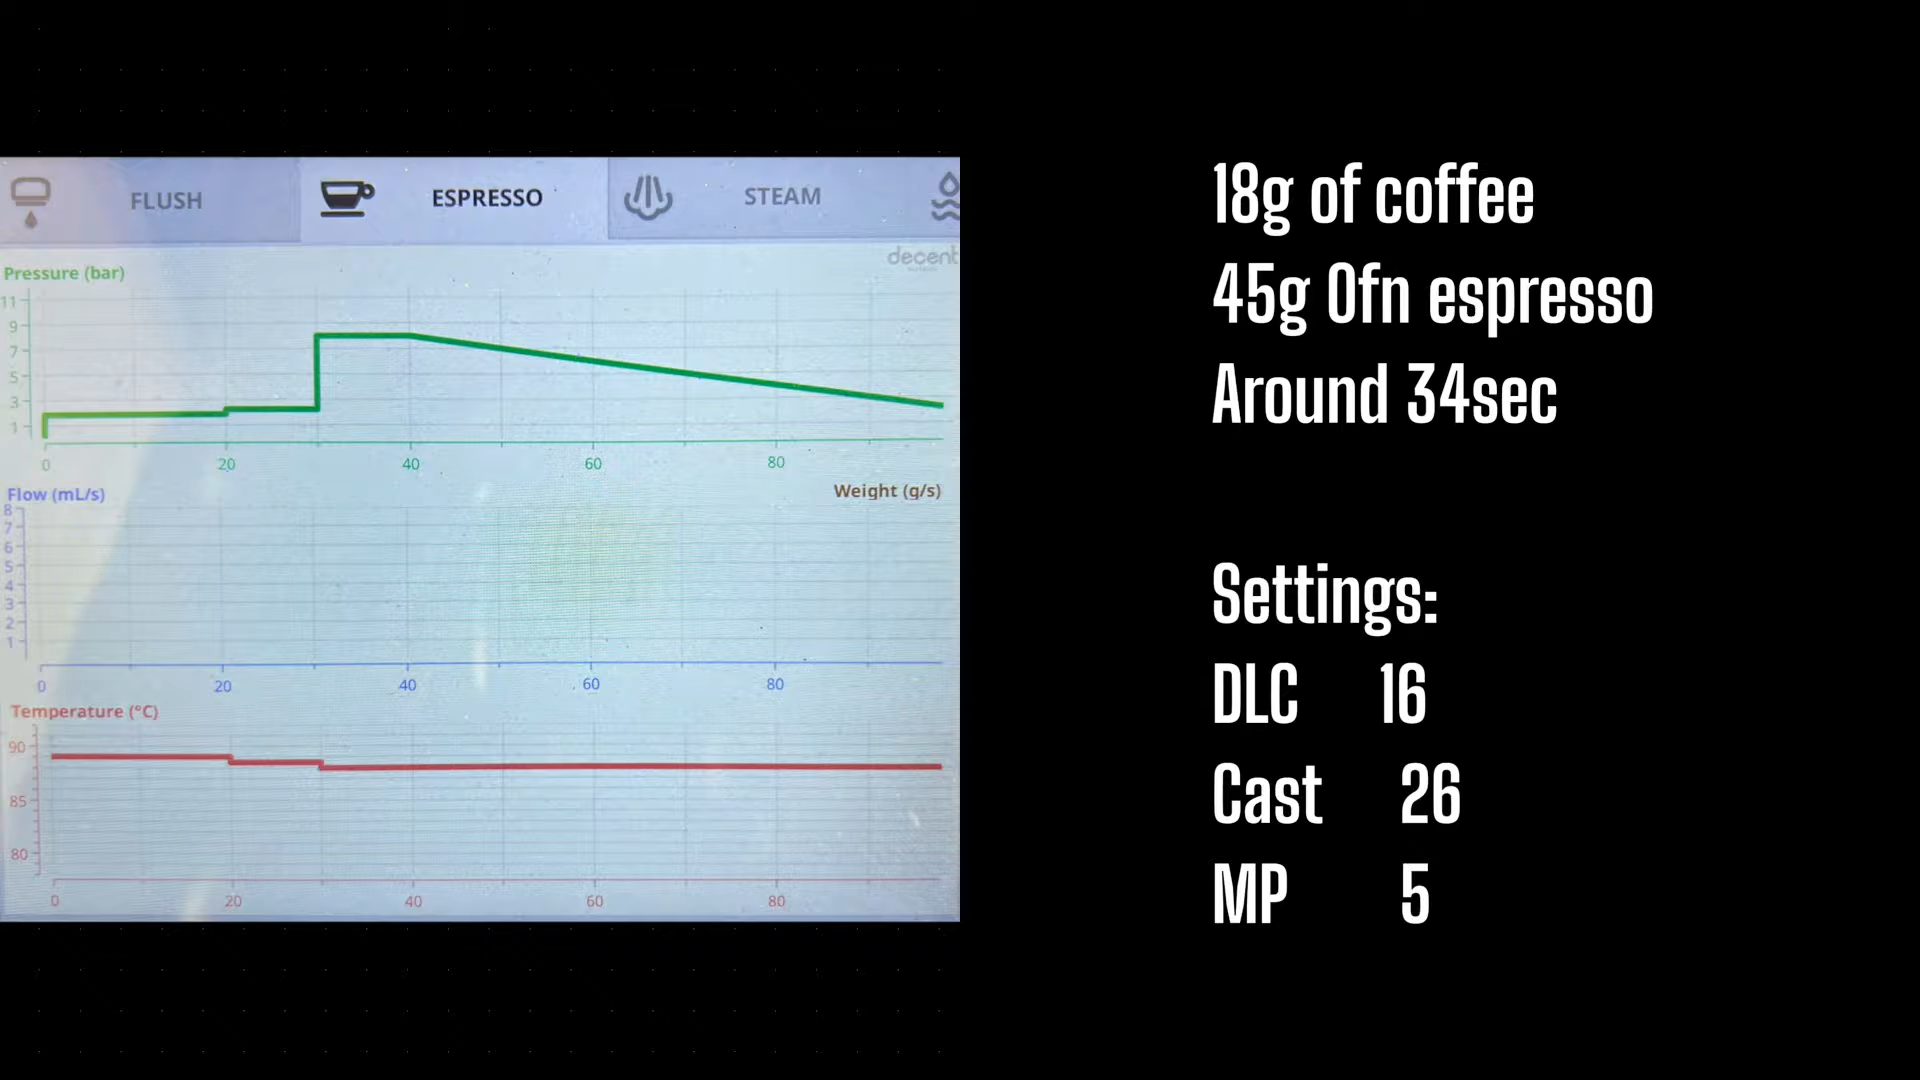 FLUSH
ESPRESSO
STEAM
decent
Pressure (bar)
11
9
7
5
3
1
0 20 40 60 80
Flow (mL/s)
Weight (g/s)
8
7
6
5
4
3
2
1
0 20 40 60 80
Temperature (°C)
90
85
80
0 20 40 60 80
18g of coffee
45g Ofn espresso
Around 34sec
Settings:
DLC 16
Cast 26
MP 5